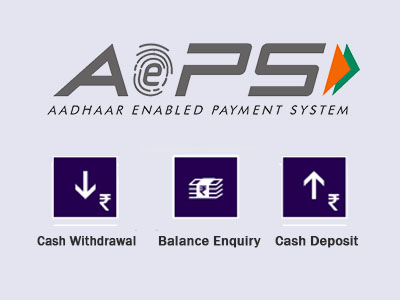 AePS
AADHAAR ENABLED PAYMENT SYSTEM
₹ ₹ ₹
Cash Withdrawal Balance Enquiry Cash Deposit